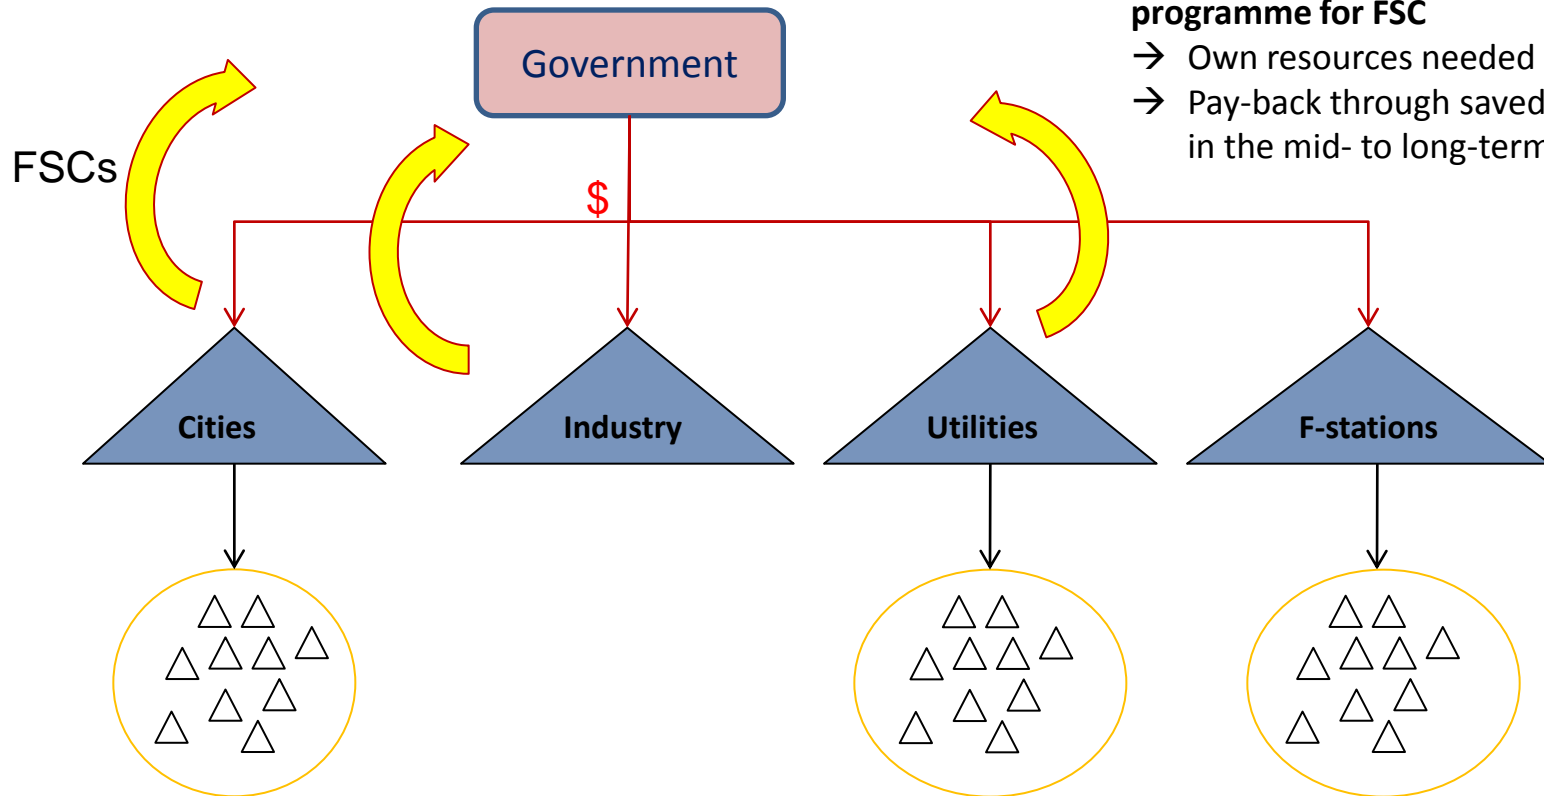 programme for FSC
Government
→ Own resources needed
→ Pay-back through saved
in the mid- to long-term
FSCs
$
Cities
Industry
Utilities
F-stations